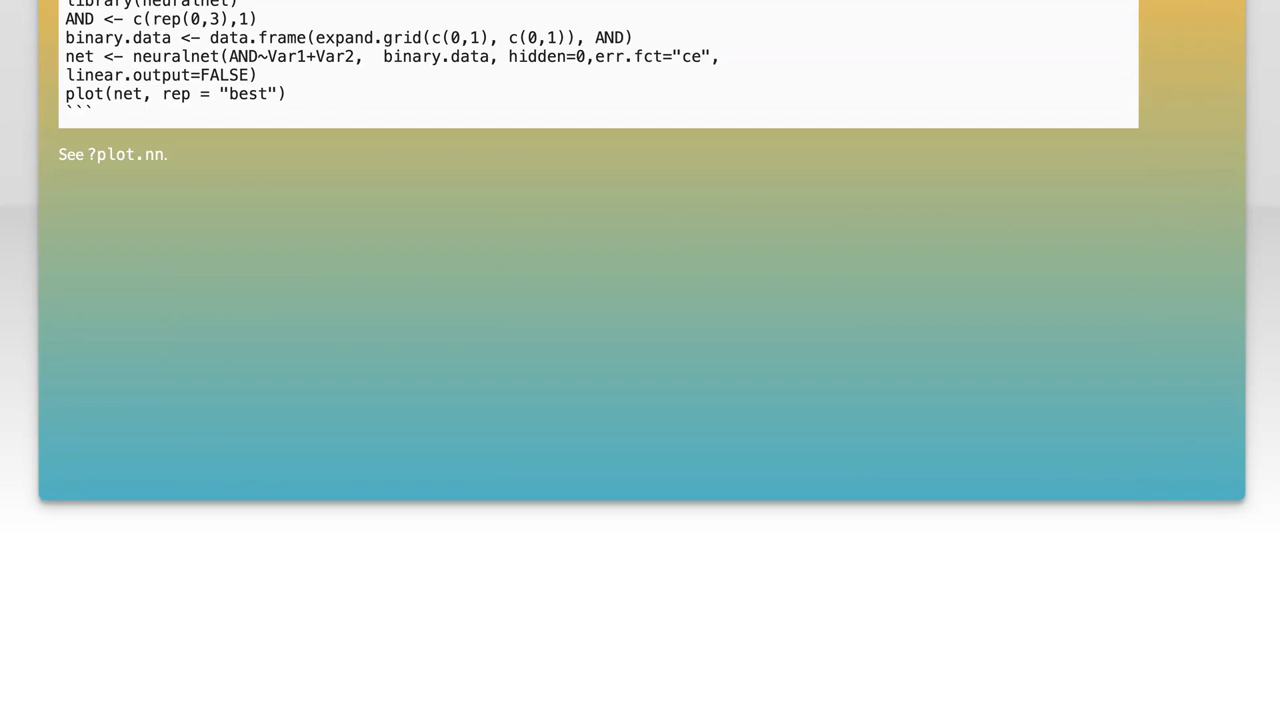 library(neuralnet)
AND <- c(rep(0,3),1)
binary.data <- data.frame(expand.grid(c(0,1), c(0,1)), AND)
net <- neuralnet(AND~Var1+Var2,  binary.data, hidden=0,err.fct="ce",
linear.output=FALSE)
plot(net, rep = "best")
```
See ?plot.nn.